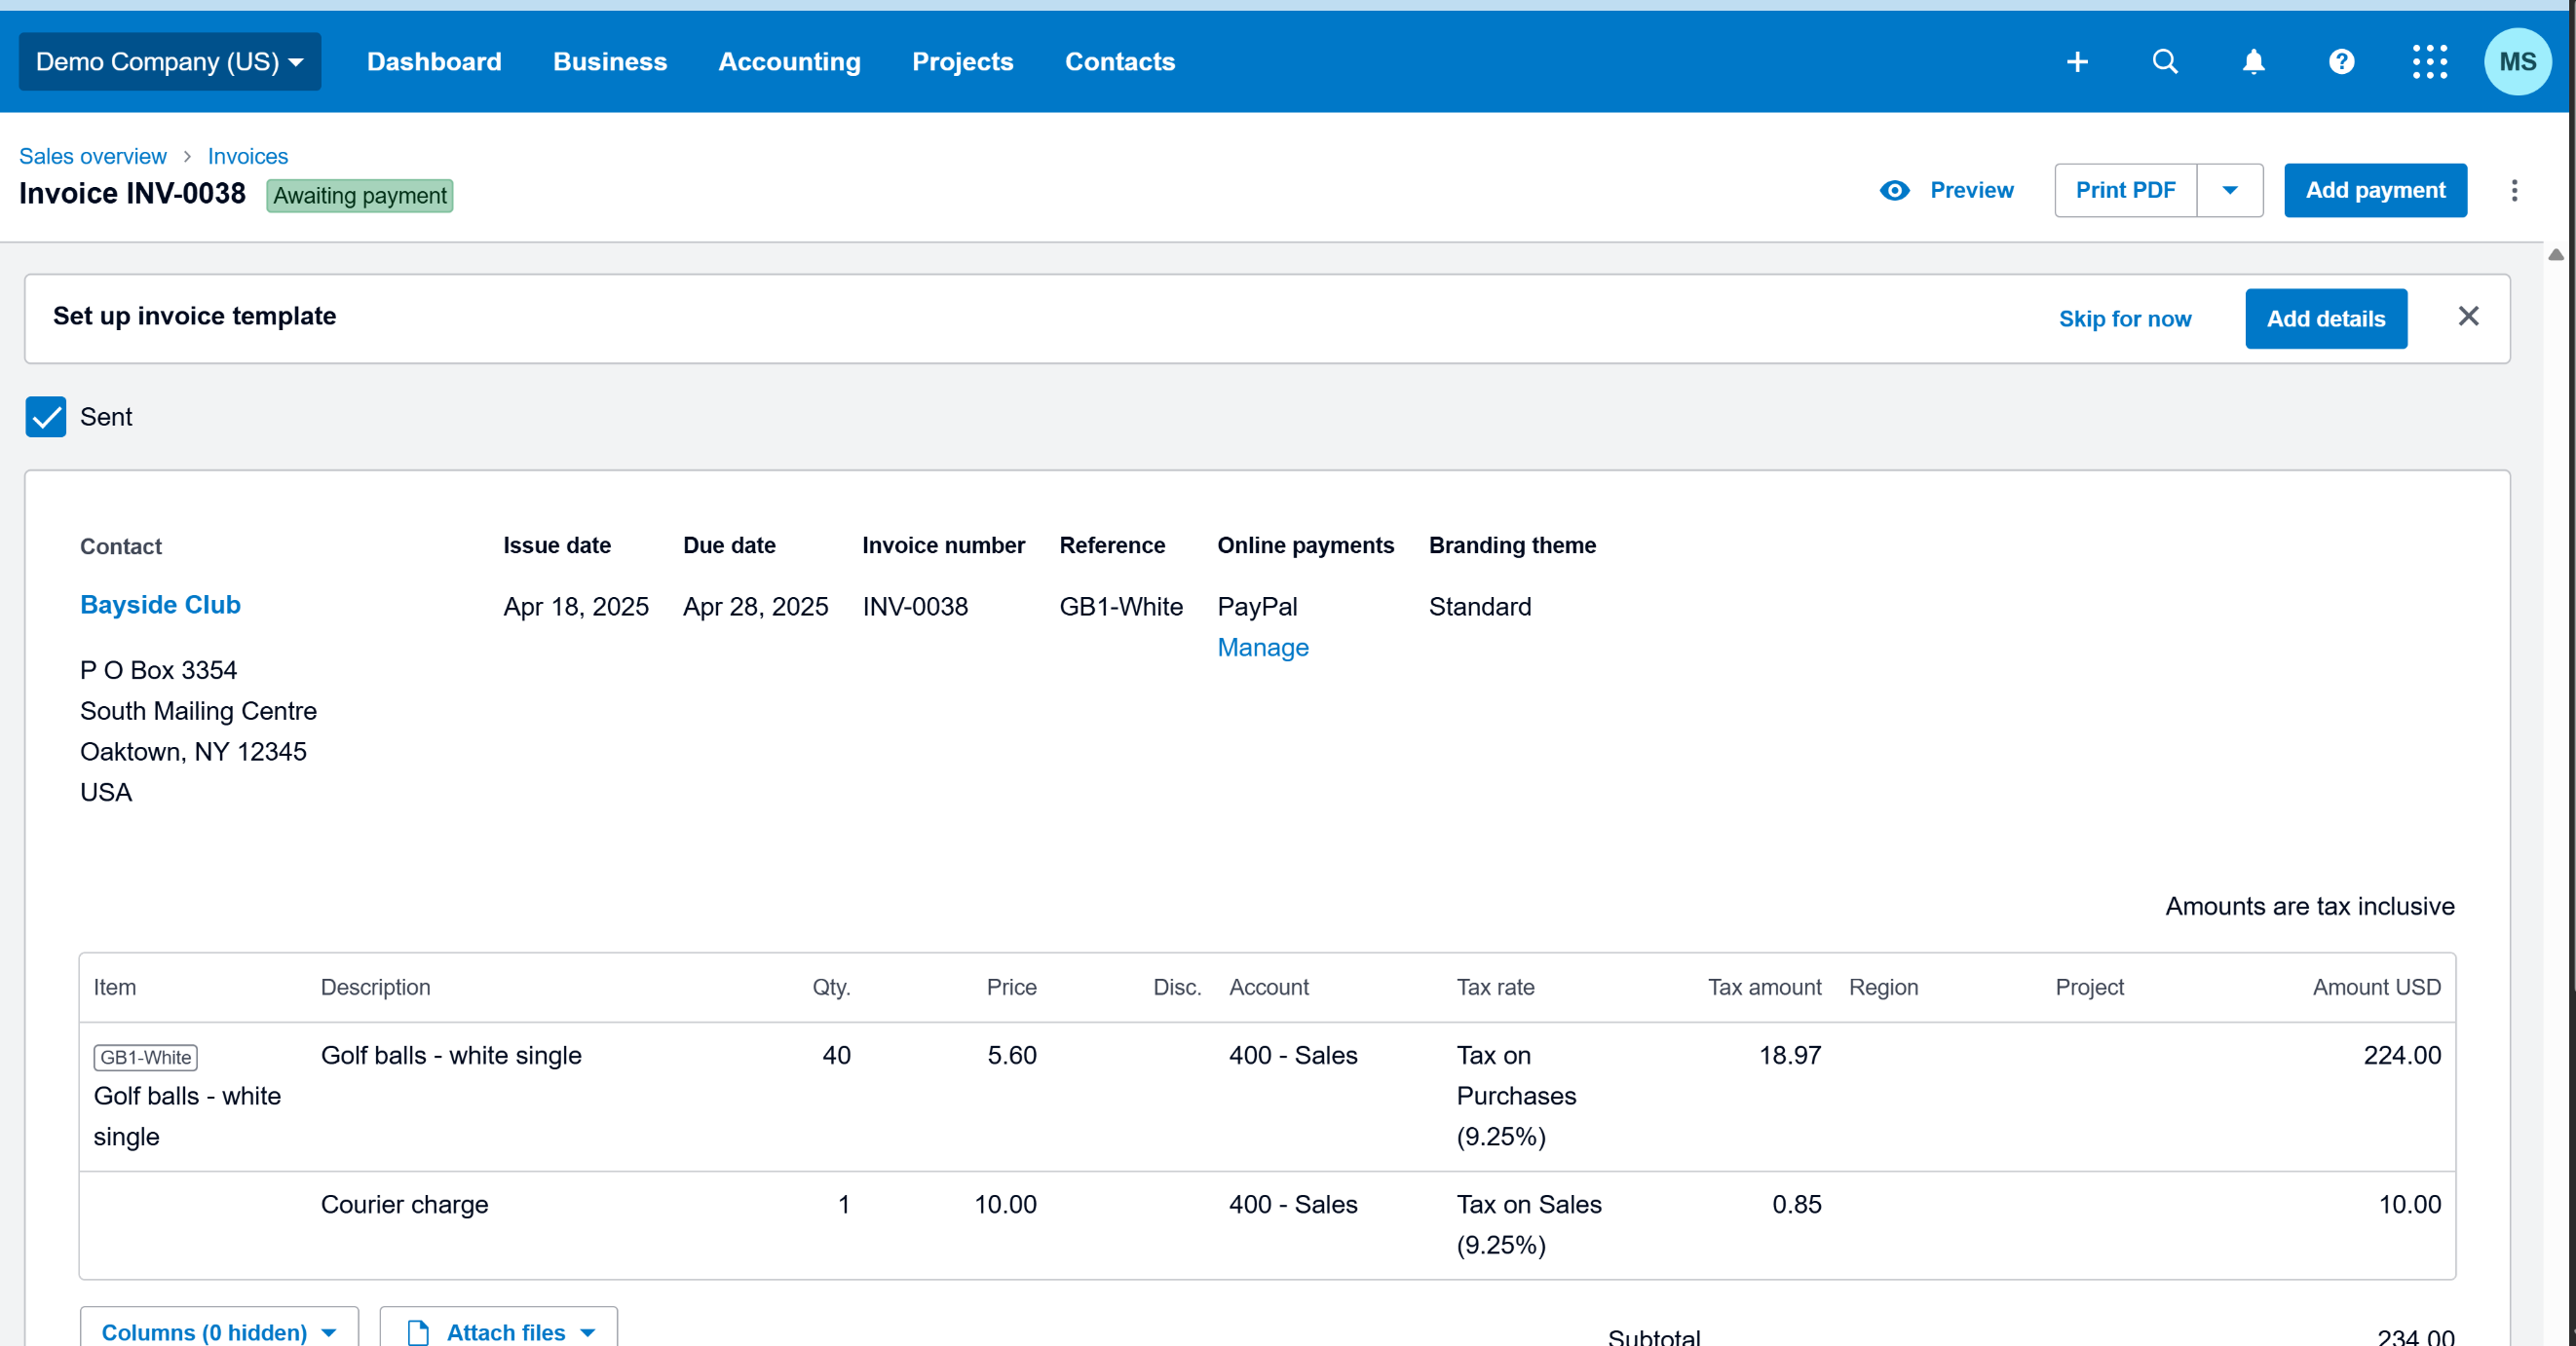 Demo Company (US)
Dashboard
Business
Accounting
Projects
Contacts
MS
Sales overview
Invoices
Invoice INV-0038
Awaiting payment
Preview
Print PDF
Add payment
Set up invoice template
Skip for now
Add details
Sent
Contact
Issue date
Due date
Invoice number
Reference
Online payments
Branding theme
Bayside Club
Apr 18, 2025
Apr 28, 2025
INV-0038
GB1-White
PayPal
Standard
Manage
P O Box 3354
South Mailing Centre
Oaktown, NY 12345
USA
Amounts are tax inclusive
Item Description Qty. Price Disc. Account Tax rate Tax amount Region Project Amount USD
GB1-White Golf balls - white single 40 5.60 400 - Sales Tax on 18.97 224.00
Golf balls - white Purchases
single (9.25%)
Courier charge 1 10.00 400 - Sales Tax on Sales 0.85 10.00
(9.25%)
Columns (0 hidden)
Attach files
Subtotal 234.00